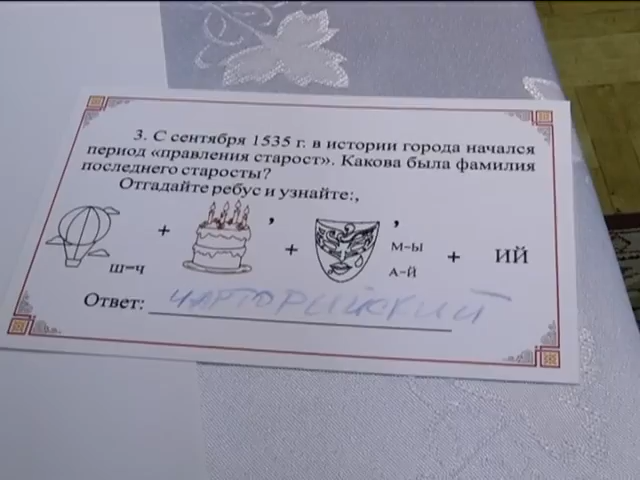 3. С сентября 1535 г. в истории города начался
период «правления старост». Какова была фамилия
последнего старосты?
Отгадайте ребус и узнайте:,
ш=ч + , + , м-ы а-й + ИЙ
Ответ: ЧАРТОРИЙСКИЙ